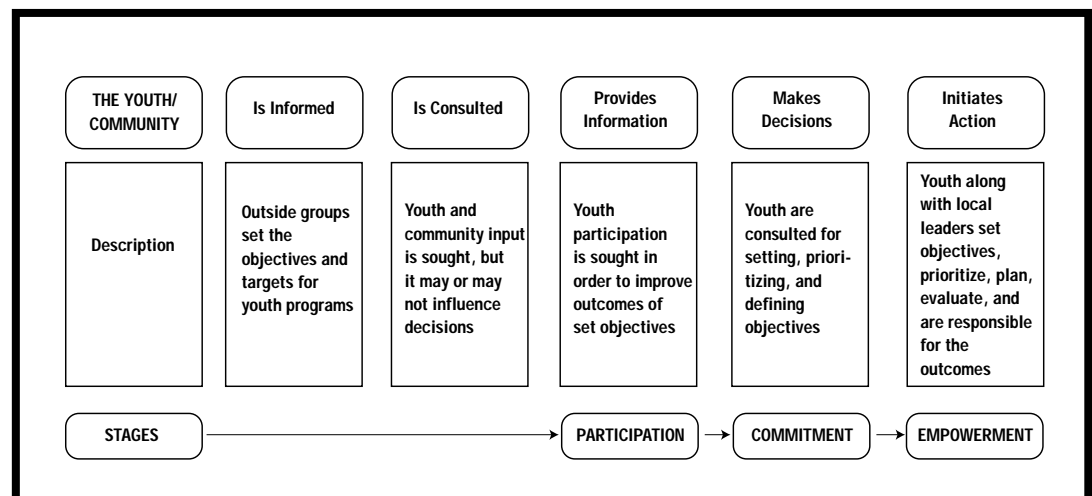 THE YOUTH/
COMMUNITY
Is Informed
Is Consulted
Provides
Information
Makes
Decisions
Initiates
Action
Description
Outside groups
set the
objectives and
targets for
youth programs
Youth and
community input
is sought, but
it may or may
not influence
decisions
Youth
participation
is sought in
order to improve
outcomes of
set objectives
Youth are
consulted for
setting, priori-
tizing, and
defining
objectives
Youth along
with local
leaders set
objectives,
prioritize, plan,
evaluate, and
are responsible
for the
outcomes
STAGES
PARTICIPATION
COMMITMENT
EMPOWERMENT